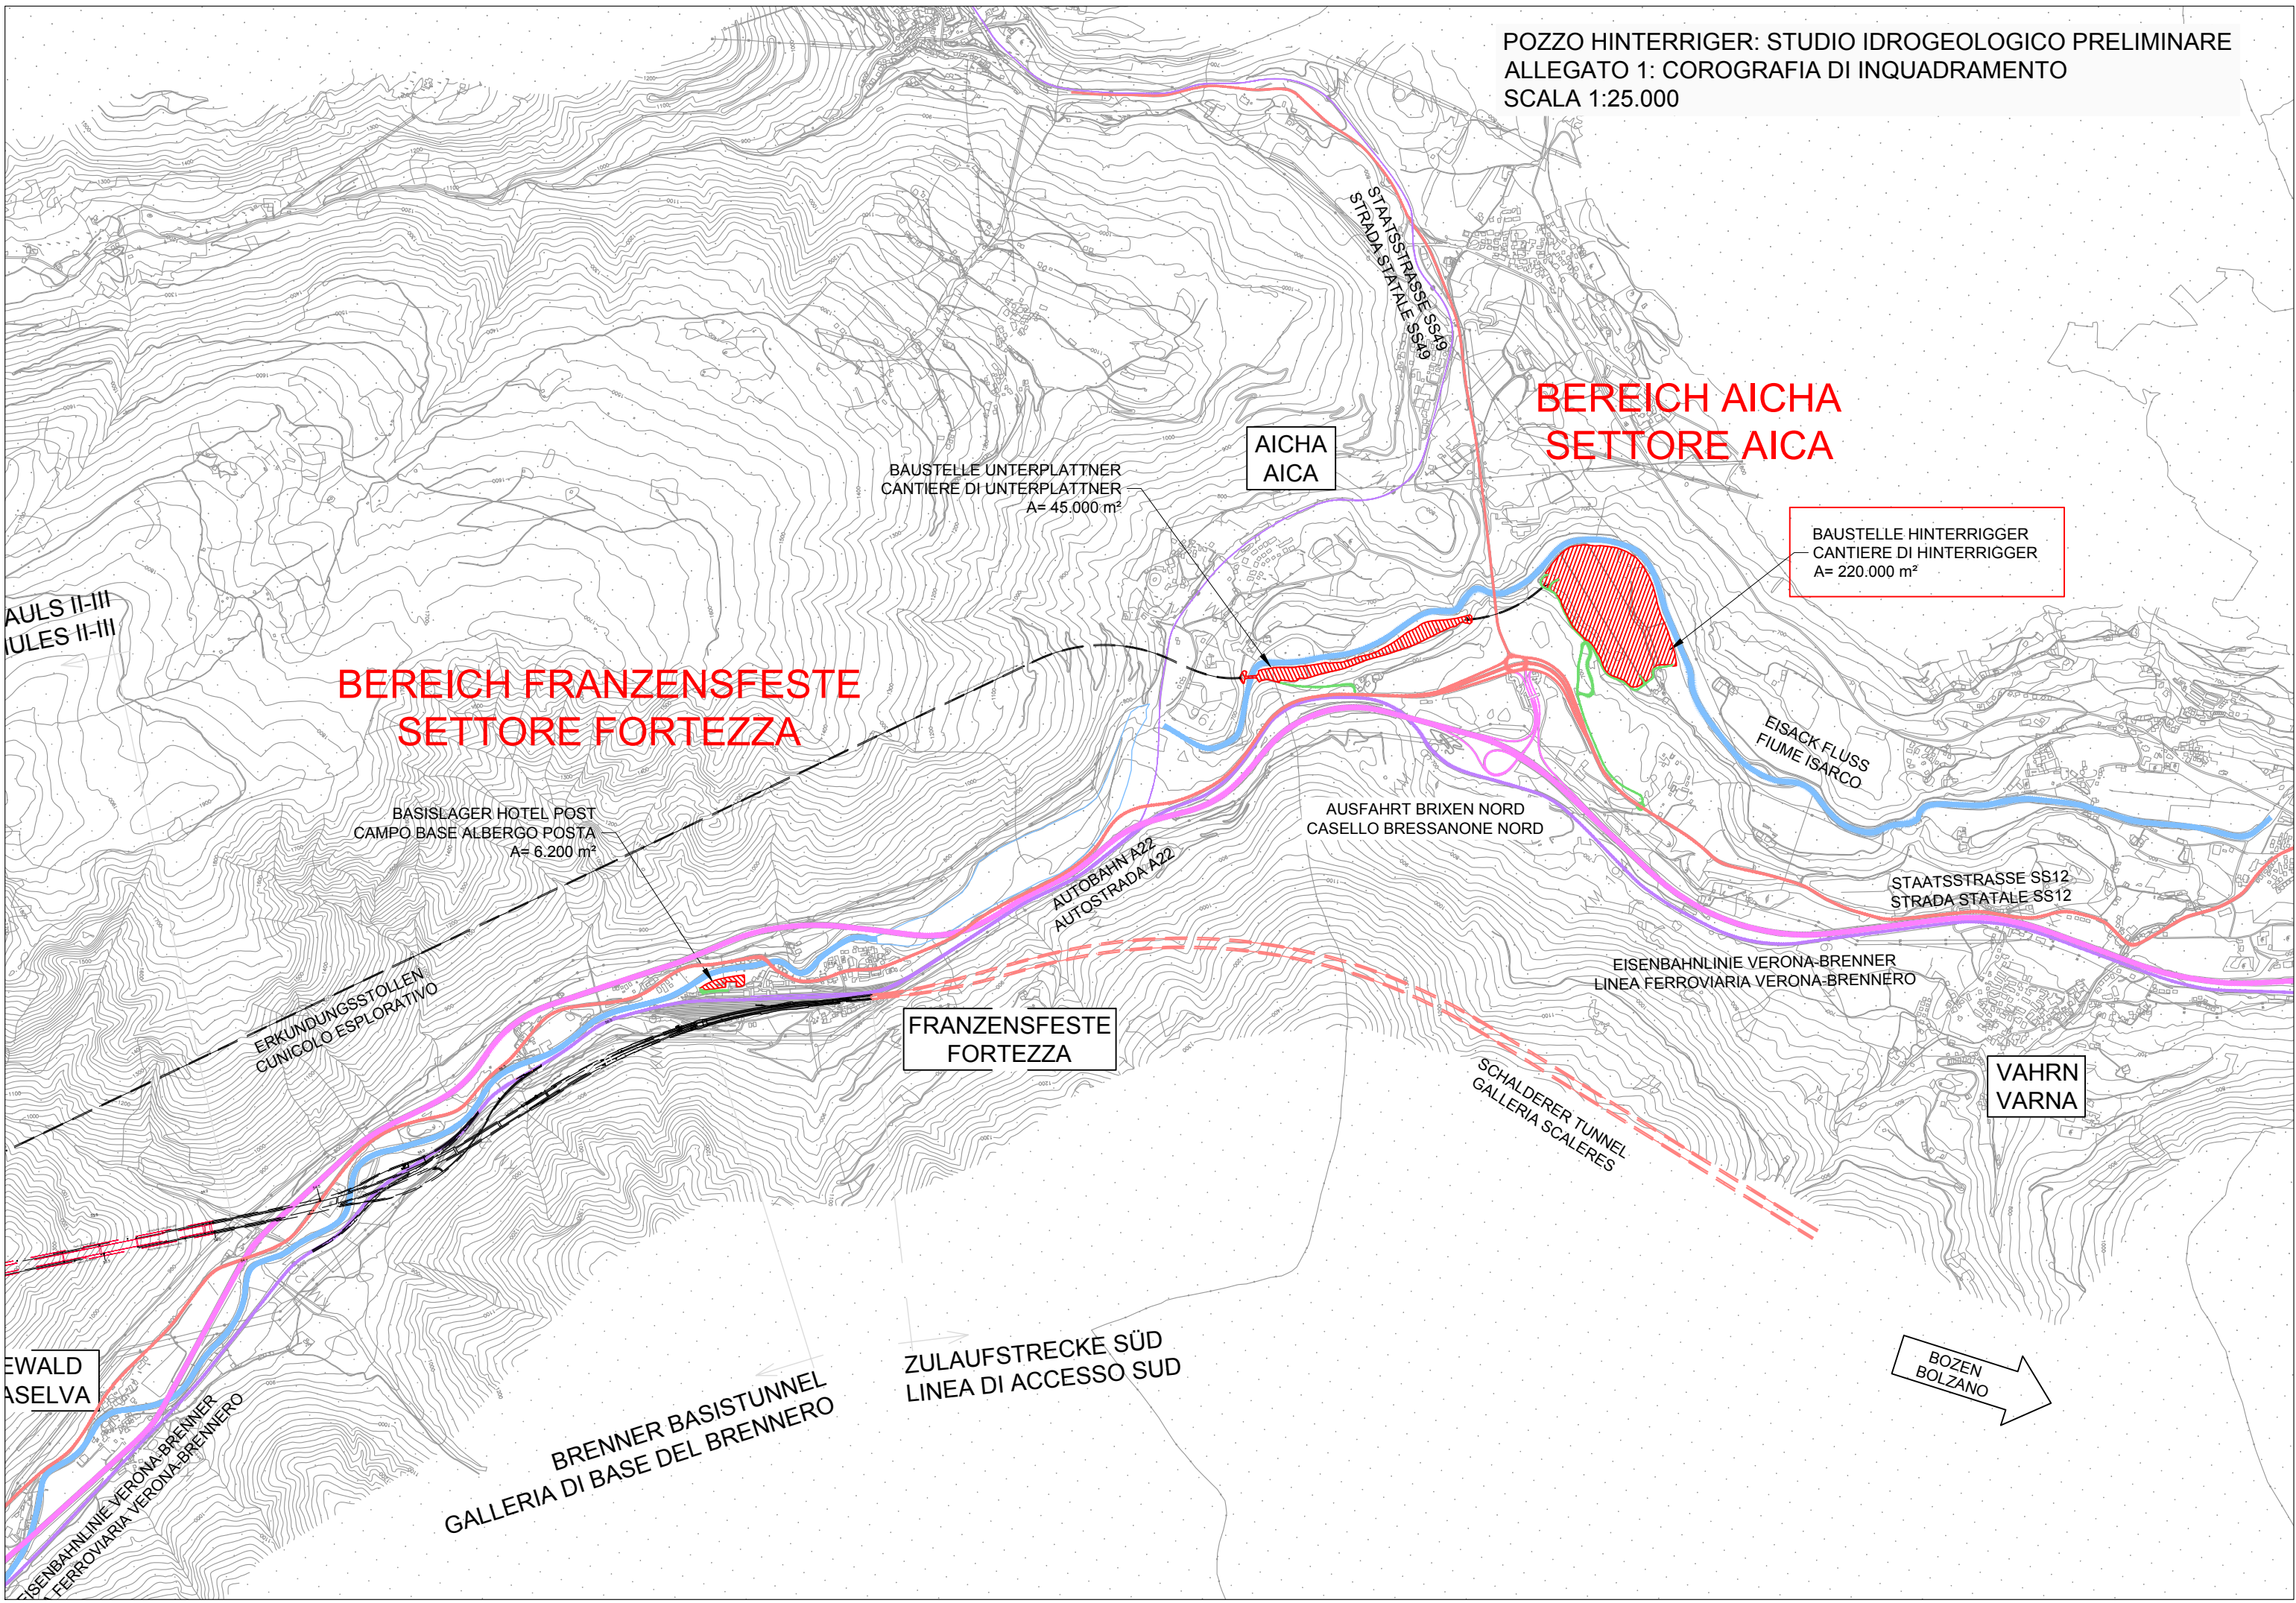 POZZO HINTERRIGER: STUDIO IDROGEOLOGICO PRELIMINARE
ALLEGATO 1: COROGRAFIA DI INQUADRAMENTO
SCALA 1:25.000
STAATSSTRASSE SS49
STRADA STATALE SS49
BEREICH AICHA
SETTORE AICA
AICHA
AICA
BAUSTELLE UNTERPLATTNER
CANTIERE DI UNTERPLATTNER
A= 45.000 m²
BAUSTELLE HINTERRIGGER
CANTIERE DI HINTERRIGGER
A= 220.000 m²
AULS II-III
ULES II-III
BEREICH FRANZENSFESTE
SETTORE FORTEZZA
EISACK FLUSS
FIUME ISARCO
BASISLAGER HOTEL POST
CAMPO BASE ALBERGO POSTA
A= 6.200 m²
AUSFAHRT BRIXEN NORD
CASELLO BRESSANONE NORD
AUTOBAHN A22
AUTOSTRADA A22
STAATSSTRASSE SS12
STRADA STATALE SS12
EISENBAHNLINIE VERONA-BRENNER
LINEA FERROVIARIA VERONA-BRENNERO
ERKUNDUNGSSTOLLEN
CUNICOLO ESPLORATIVO
FRANZENSFESTE
FORTEZZA
SCHALDERER TUNNEL
GALLERIA SCALERES
VAHRN
VARNA
ZULAUFSTRECKE SÜD
LINEA DI ACCESSO SUD
BRENNER BASISTUNNEL
GALLERIA DI BASE DEL BRENNERO
EWALD
ASELVA
EISENBAHNLINIE VERONA-BRENNER
FERROVIARIA VERONA-BRENNERO
BOZEN
BOLZANO